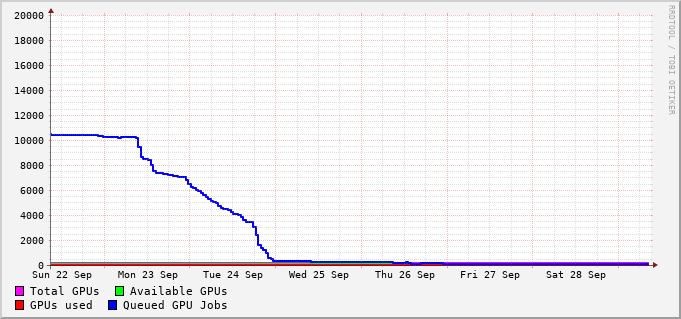 20000
18000
16000
14000
12000
10000
8000
6000
4000
2000
0
Sun 22 Sep Mon 23 Sep Tue 24 Sep Wed 25 Sep Thu 26 Sep Fri 27 Sep Sat 28 Sep
Total GPUs Available GPUs
GPUs used Queued GPU Jobs
RRDTOOL / TOBI OETIKER